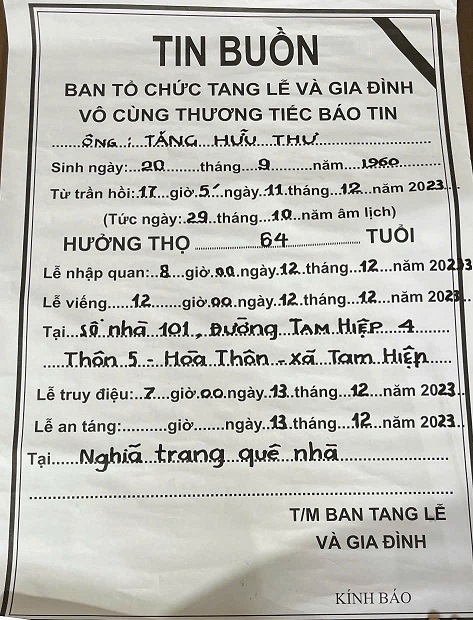 TIN BUỒN
BAN TỔ CHỨC TANG LỄ VÀ GIA ĐÌNH
VÔ CÙNG THƯƠNG TIẾC BÁO TIN
ÔNG : TĂNG HỮU THƯ
Sinh ngày:...20...tháng...9...năm...1960...
Từ trần hồi:.17...giờ.5´.ngày.11.tháng..12...năm 2023...
(Tức ngày:.29..tháng...10..năm âm lịch)
HƯỞNG THỌ ...64... TUỔI
Lễ nhập quan:..8...giờ.00.ngày.12..tháng...12...năm 2023
Lễ viếng.....12.......giờ.00.ngày.12.tháng...12...năm 2023...
Tại...số nhà 101, ĐƯỜNG TAM HIỆP 4
Thôn 5 - Hòa Thôn - xã Tam Hiệp
Lễ truy điệu:..7....giờ.00.ngày.13.tháng...12...năm 2023...
Lễ an táng:..........giờ.......ngày.13.tháng...12...năm 2023...
Tại......Nghĩa trang quê nhà
T/M BAN TANG LỄ
VÀ GIA ĐÌNH
KÍNH BÁO